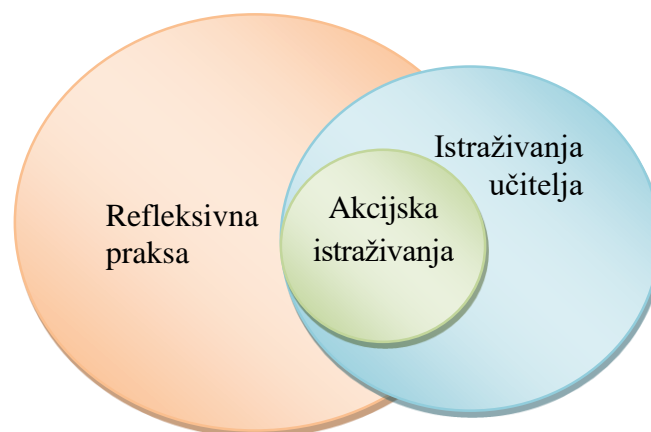 Refleksivna
praksa
Akcijska
istraživanja
Istraživanja
učitelja